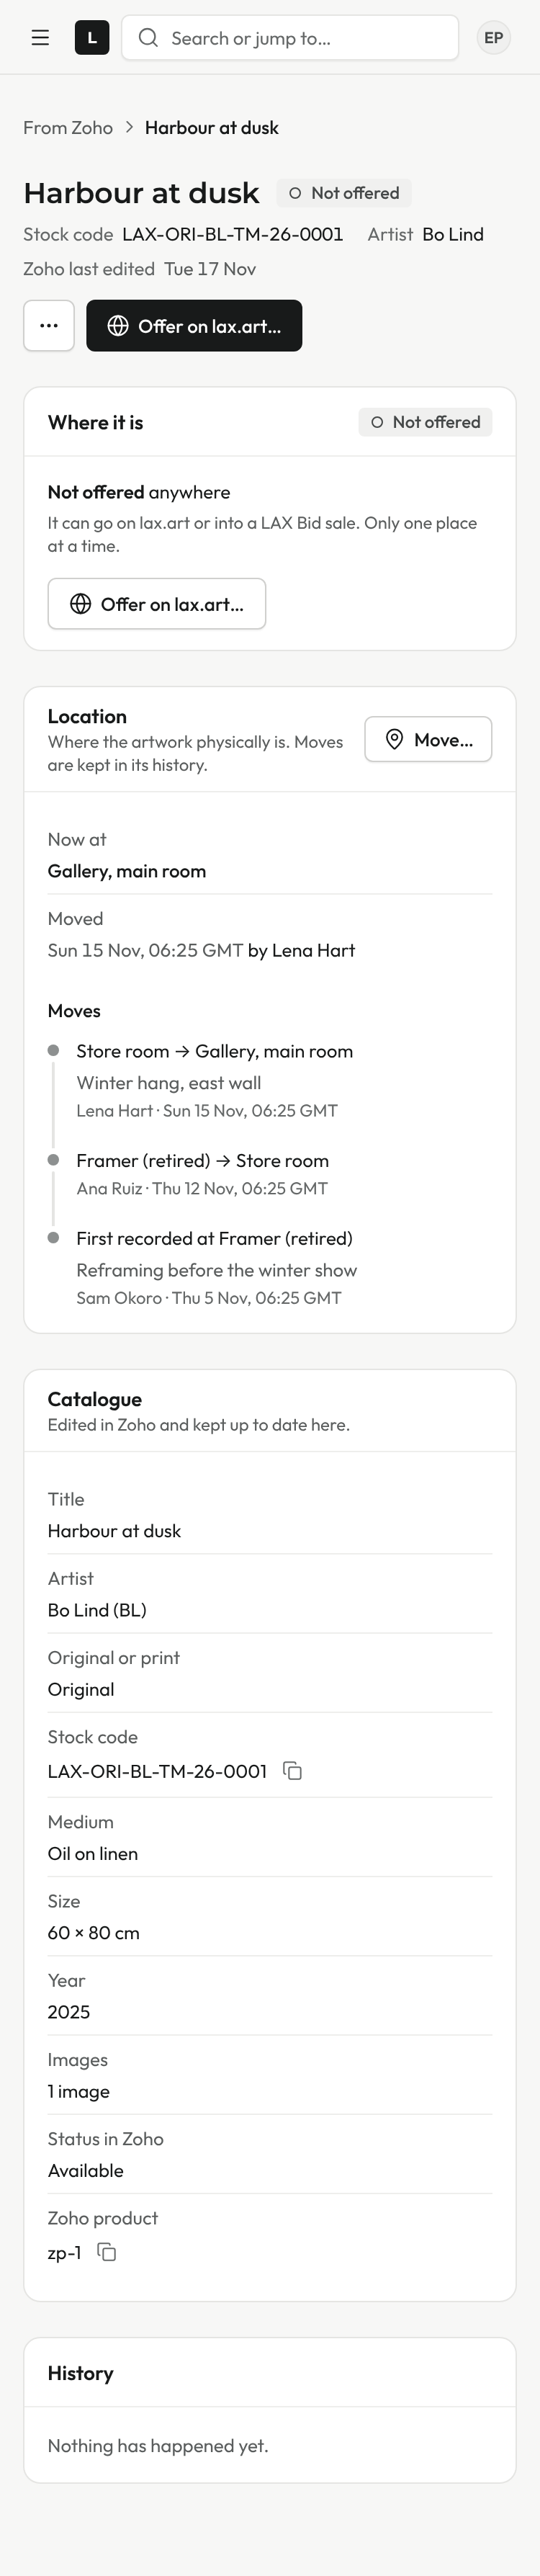 L
Search or jump to...
EP
From Zoho > Harbour at dusk
Harbour at dusk Not offered
Stock code LAX-ORI-BL-TM-26-0001 Artist Bo Lind
Zoho last edited Tue 17 Nov
... Offer on lax.art...
Where it is Not offered
Not offered anywhere
It can go on lax.art or into a LAX Bid sale. Only one place
at a time.
Offer on lax.art...
Location
Where the artwork physically is. Moves
are kept in its history.
Move...
Now at
Gallery, main room
Moved
Sun 15 Nov, 06:25 GMT by Lena Hart
Moves
Store room → Gallery, main room
Winter hang, east wall
Lena Hart · Sun 15 Nov, 06:25 GMT
Framer (retired) → Store room
Ana Ruiz · Thu 12 Nov, 06:25 GMT
First recorded at Framer (retired)
Reframing before the winter show
Sam Okoro · Thu 5 Nov, 06:25 GMT
Catalogue
Edited in Zoho and kept up to date here.
Title
Harbour at dusk
Artist
Bo Lind (BL)
Original or print
Original
Stock code
LAX-ORI-BL-TM-26-0001
Medium
Oil on linen
Size
60 × 80 cm
Year
2025
Images
1 image
Status in Zoho
Available
Zoho product
zp-1
History
Nothing has happened yet.